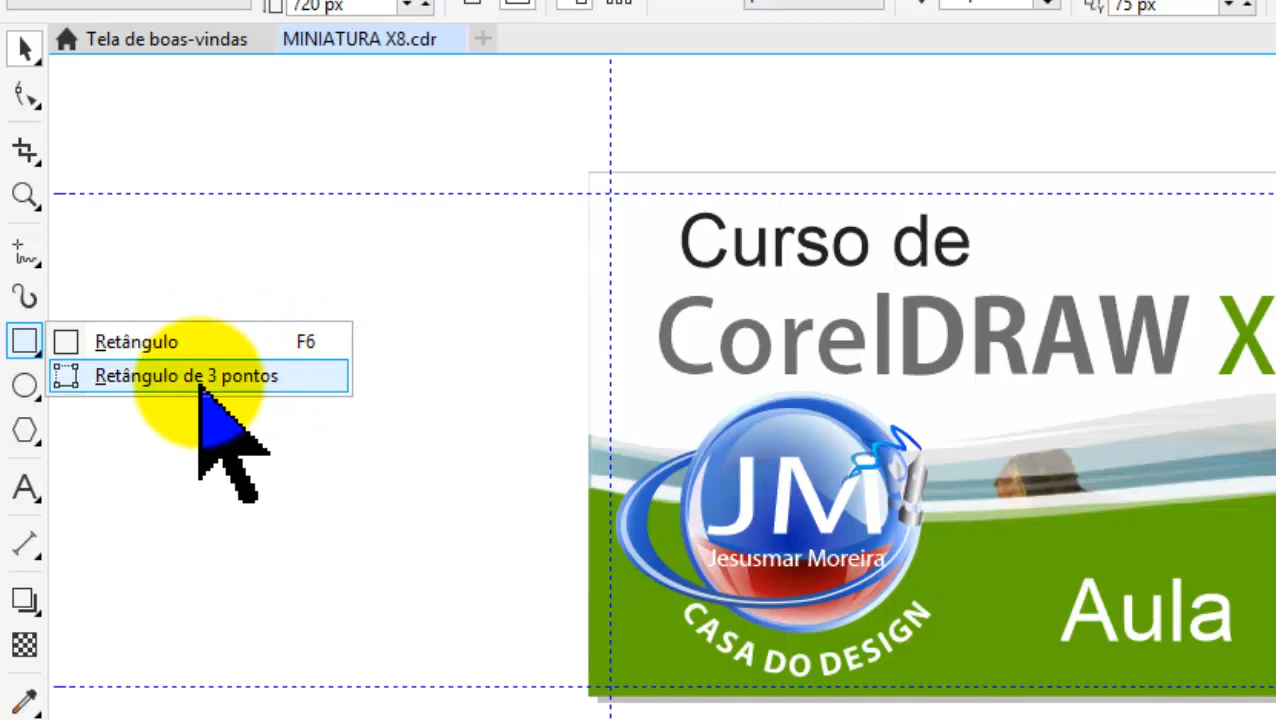 720 px
75 px
Tela de boas-vindas
MINIATURA X8.cdr
Curso de
CorelDRAW X
Retângulo F6
Retângulo de 3 pontos
JM
Jesusmar Moreira
CASA DO DESIGN
Aula